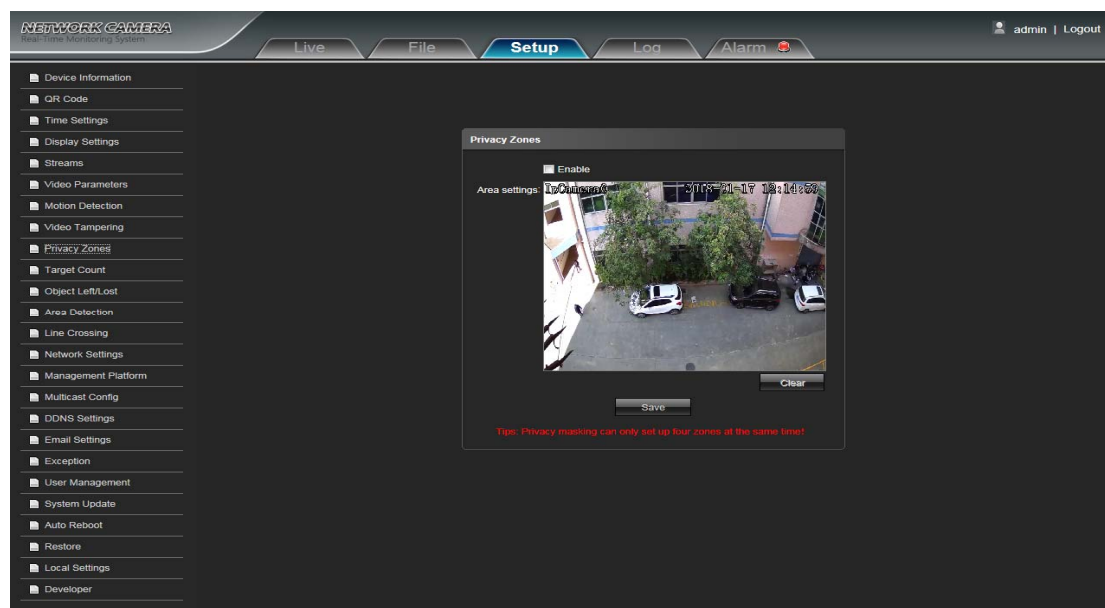 NETWORK CAMERA
Real-Time Monitoring System
Live
File
Setup
Log
Alarm
admin | Logout
Device Information
QR Code
Time Settings
Display Settings
Streams
Video Parameters
Motion Detection
Video Tampering
Privacy Zones
Target Count
Object Left/Lost
Area Detection
Line Crossing
Network Settings
Management Platform
Multicast Config
DDNS Settings
Email Settings
Exception
User Management
System Update
Auto Reboot
Restore
Local Settings
Developer
Privacy Zones
Enable
Area settings:
Clear
Save
Tips: Privacy masking can only set up four zones at the same time!